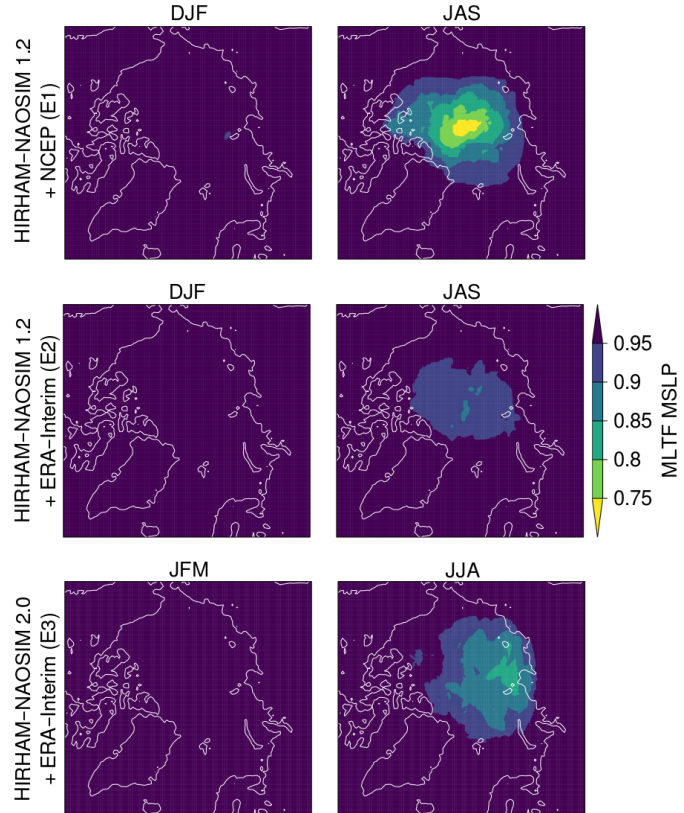 DJF
JAS
HIRHAM–NAOSIM 1.2
+ NCEP (E1)
DJF
JAS
HIRHAM–NAOSIM 1.2
+ ERA–Interim (E2)
0.95
0.9
0.85
0.8
0.75
MLTF MSLP
JFM
JJA
HIRHAM–NAOSIM 2.0
+ ERA–Interim (E3)